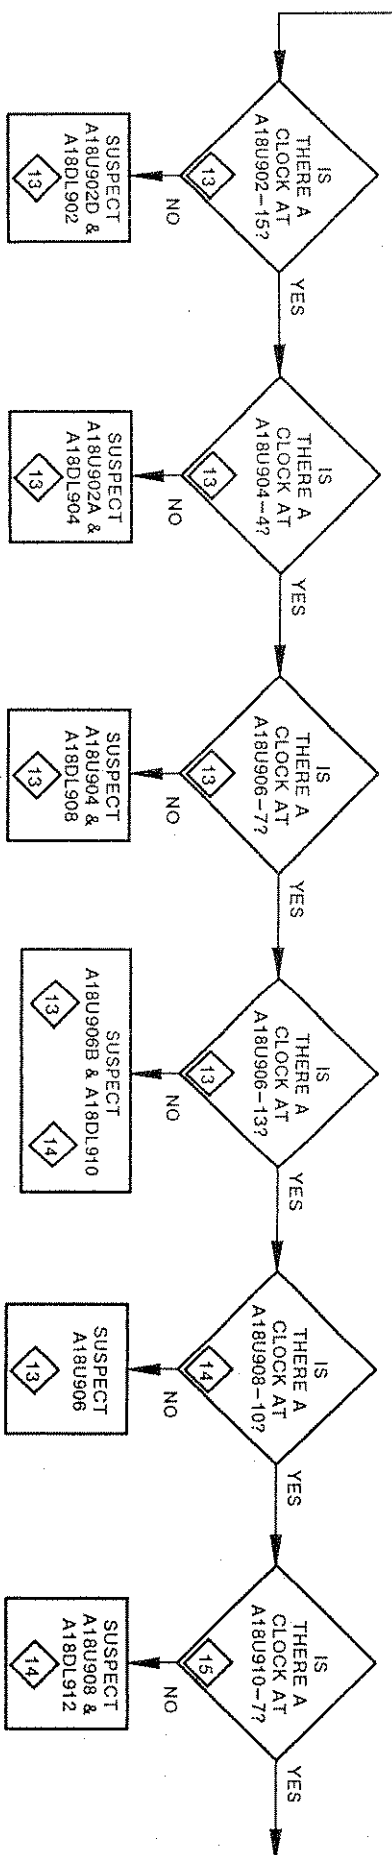 IS
THERE A
CLOCK AT
A18U902-15?
13
YES
NO
SUSPECT
A18U902D &
A18DL902
13
IS
THERE A
CLOCK AT
A18U904-4?
13
YES
NO
SUSPECT
A18U902A &
A18DL904
13
IS
THERE A
CLOCK AT
A18U906-7?
13
YES
NO
SUSPECT
A18U904 &
A18DL908
13
IS
THERE A
CLOCK AT
A18U906-13?
13
YES
NO
SUSPECT
A18U906B & A18DL910
13 14
IS
THERE A
CLOCK AT
A18U908-10?
14
YES
NO
SUSPECT
A18U906
13
IS
THERE A
CLOCK AT
A18U910-7?
15
YES
NO
SUSPECT
A18U908 &
A18DL912
14